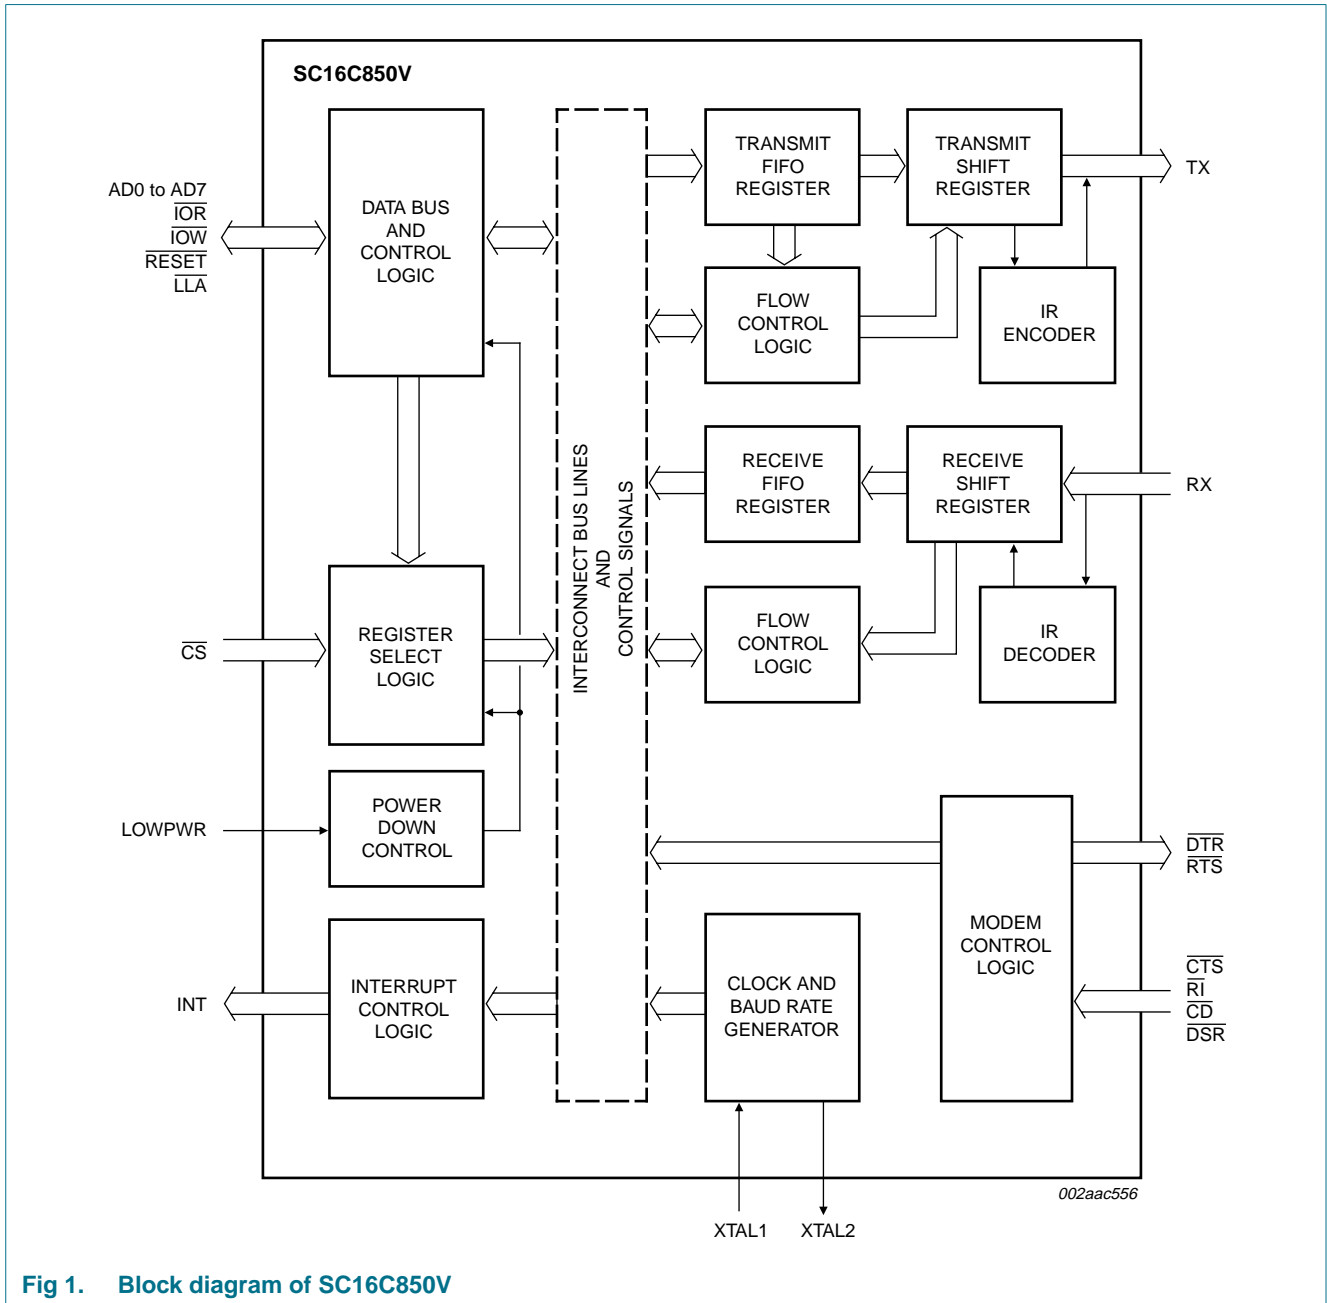 SC16C850V
AD0 to AD7
IOR
IOW
RESET
LLA
DATA BUS
AND
CONTROL
LOGIC
TRANSMIT
FIFO
REGISTER
TRANSMIT
SHIFT
REGISTER
TX
FLOW
CONTROL
LOGIC
IR
ENCODER
INTERCONNECT BUS LINES
AND
CONTROL SIGNALS
RECEIVE
FIFO
REGISTER
RECEIVE
SHIFT
REGISTER
RX
CS
REGISTER
SELECT
LOGIC
FLOW
CONTROL
LOGIC
IR
DECODER
LOWPWR
POWER
DOWN
CONTROL
DTR
RTS
MODEM
CONTROL
LOGIC
INT
INTERRUPT
CONTROL
LOGIC
CLOCK AND
BAUD RATE
GENERATOR
CTS
RI
CD
DSR
XTAL1
XTAL2
002aac556
Fig 1. Block diagram of SC16C850V